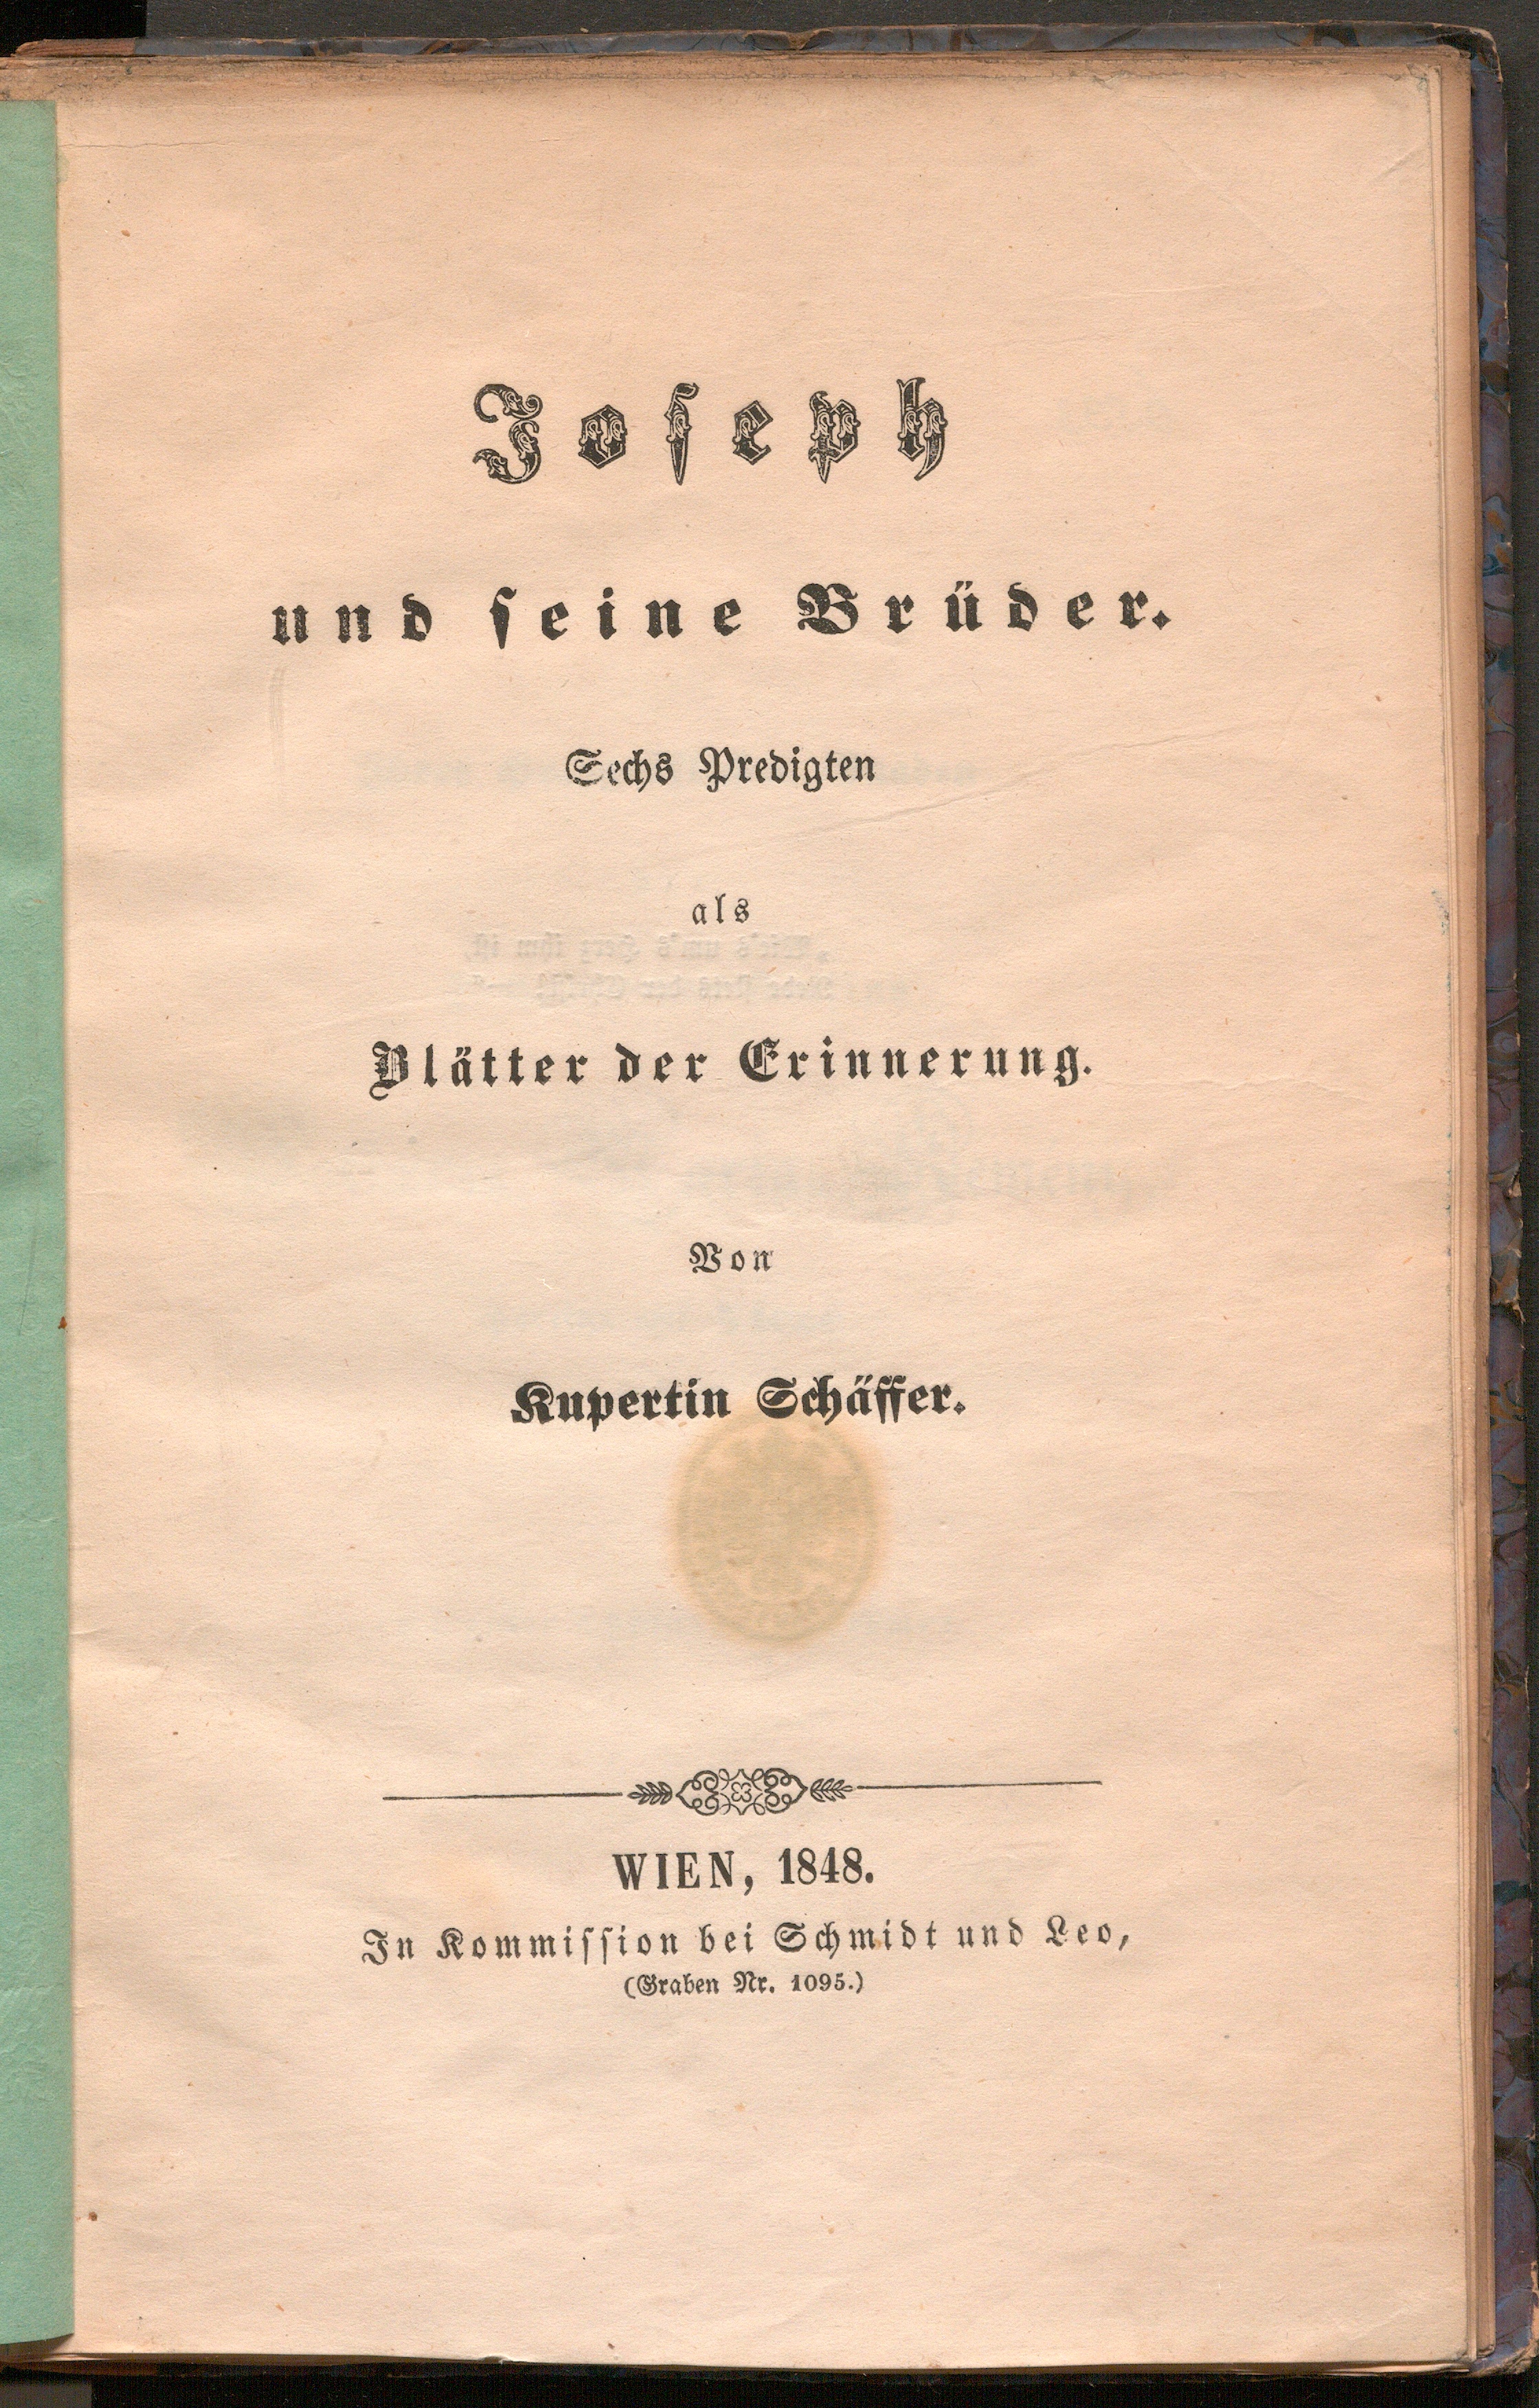 Joseph
und seine Brüder.
Sechs Predigten
als
Blätter der Erinnerung.
Von
Kupertin Schäffer.
WIEN, 1848.
In Kommission bei Schmidt und Leo,
(Graben Nr. 1095.)